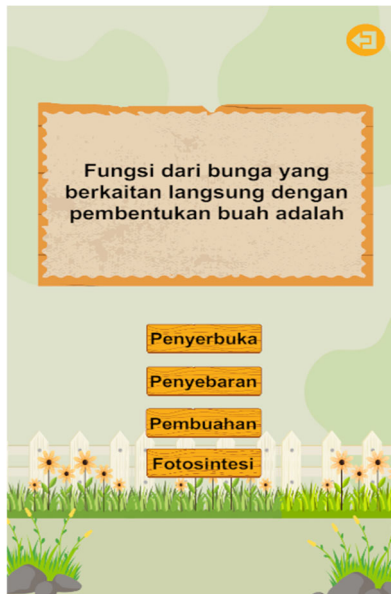 Fungsi dari bunga yang
berkaitan langsung dengan
pembentukan buah adalah
Penyerbuka
Penyebaran
Pembuahan
Fotosintesi